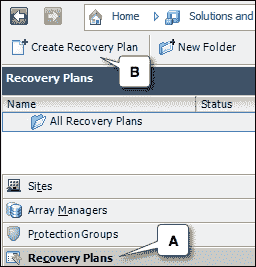 Home Solutions and
Create Recovery Plan New Folder
B
Recovery Plans
Name Status
All Recovery Plans
Sites
Array Managers
Protection Groups
A
Recovery Plans